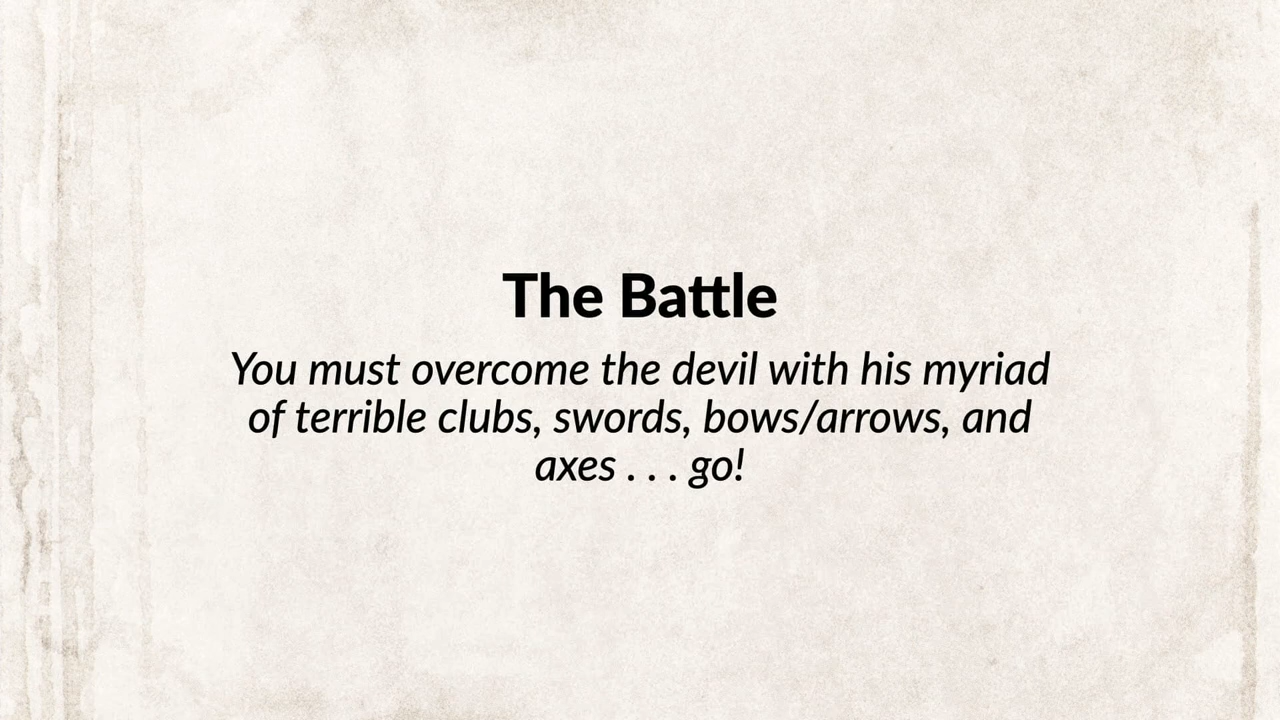 The Battle
You must overcome the devil with his myriad
of terrible clubs, swords, bows/arrows, and
axes . . . go!